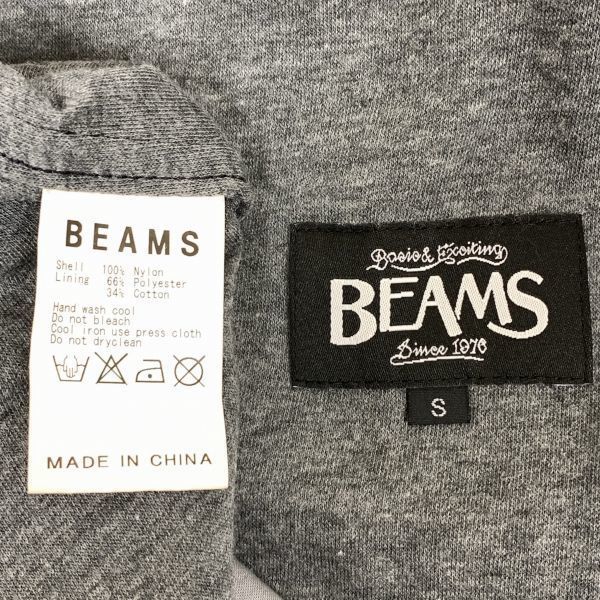 BEAMS
Shell 100% Nylon
Lining 66% Polyester
34% Cotton
Hand wash cool
Do not bleach
Cool iron use press cloth
Do not dryclean
MADE IN CHINA
Basic & Exciting
BEAMS
Since 1976
S